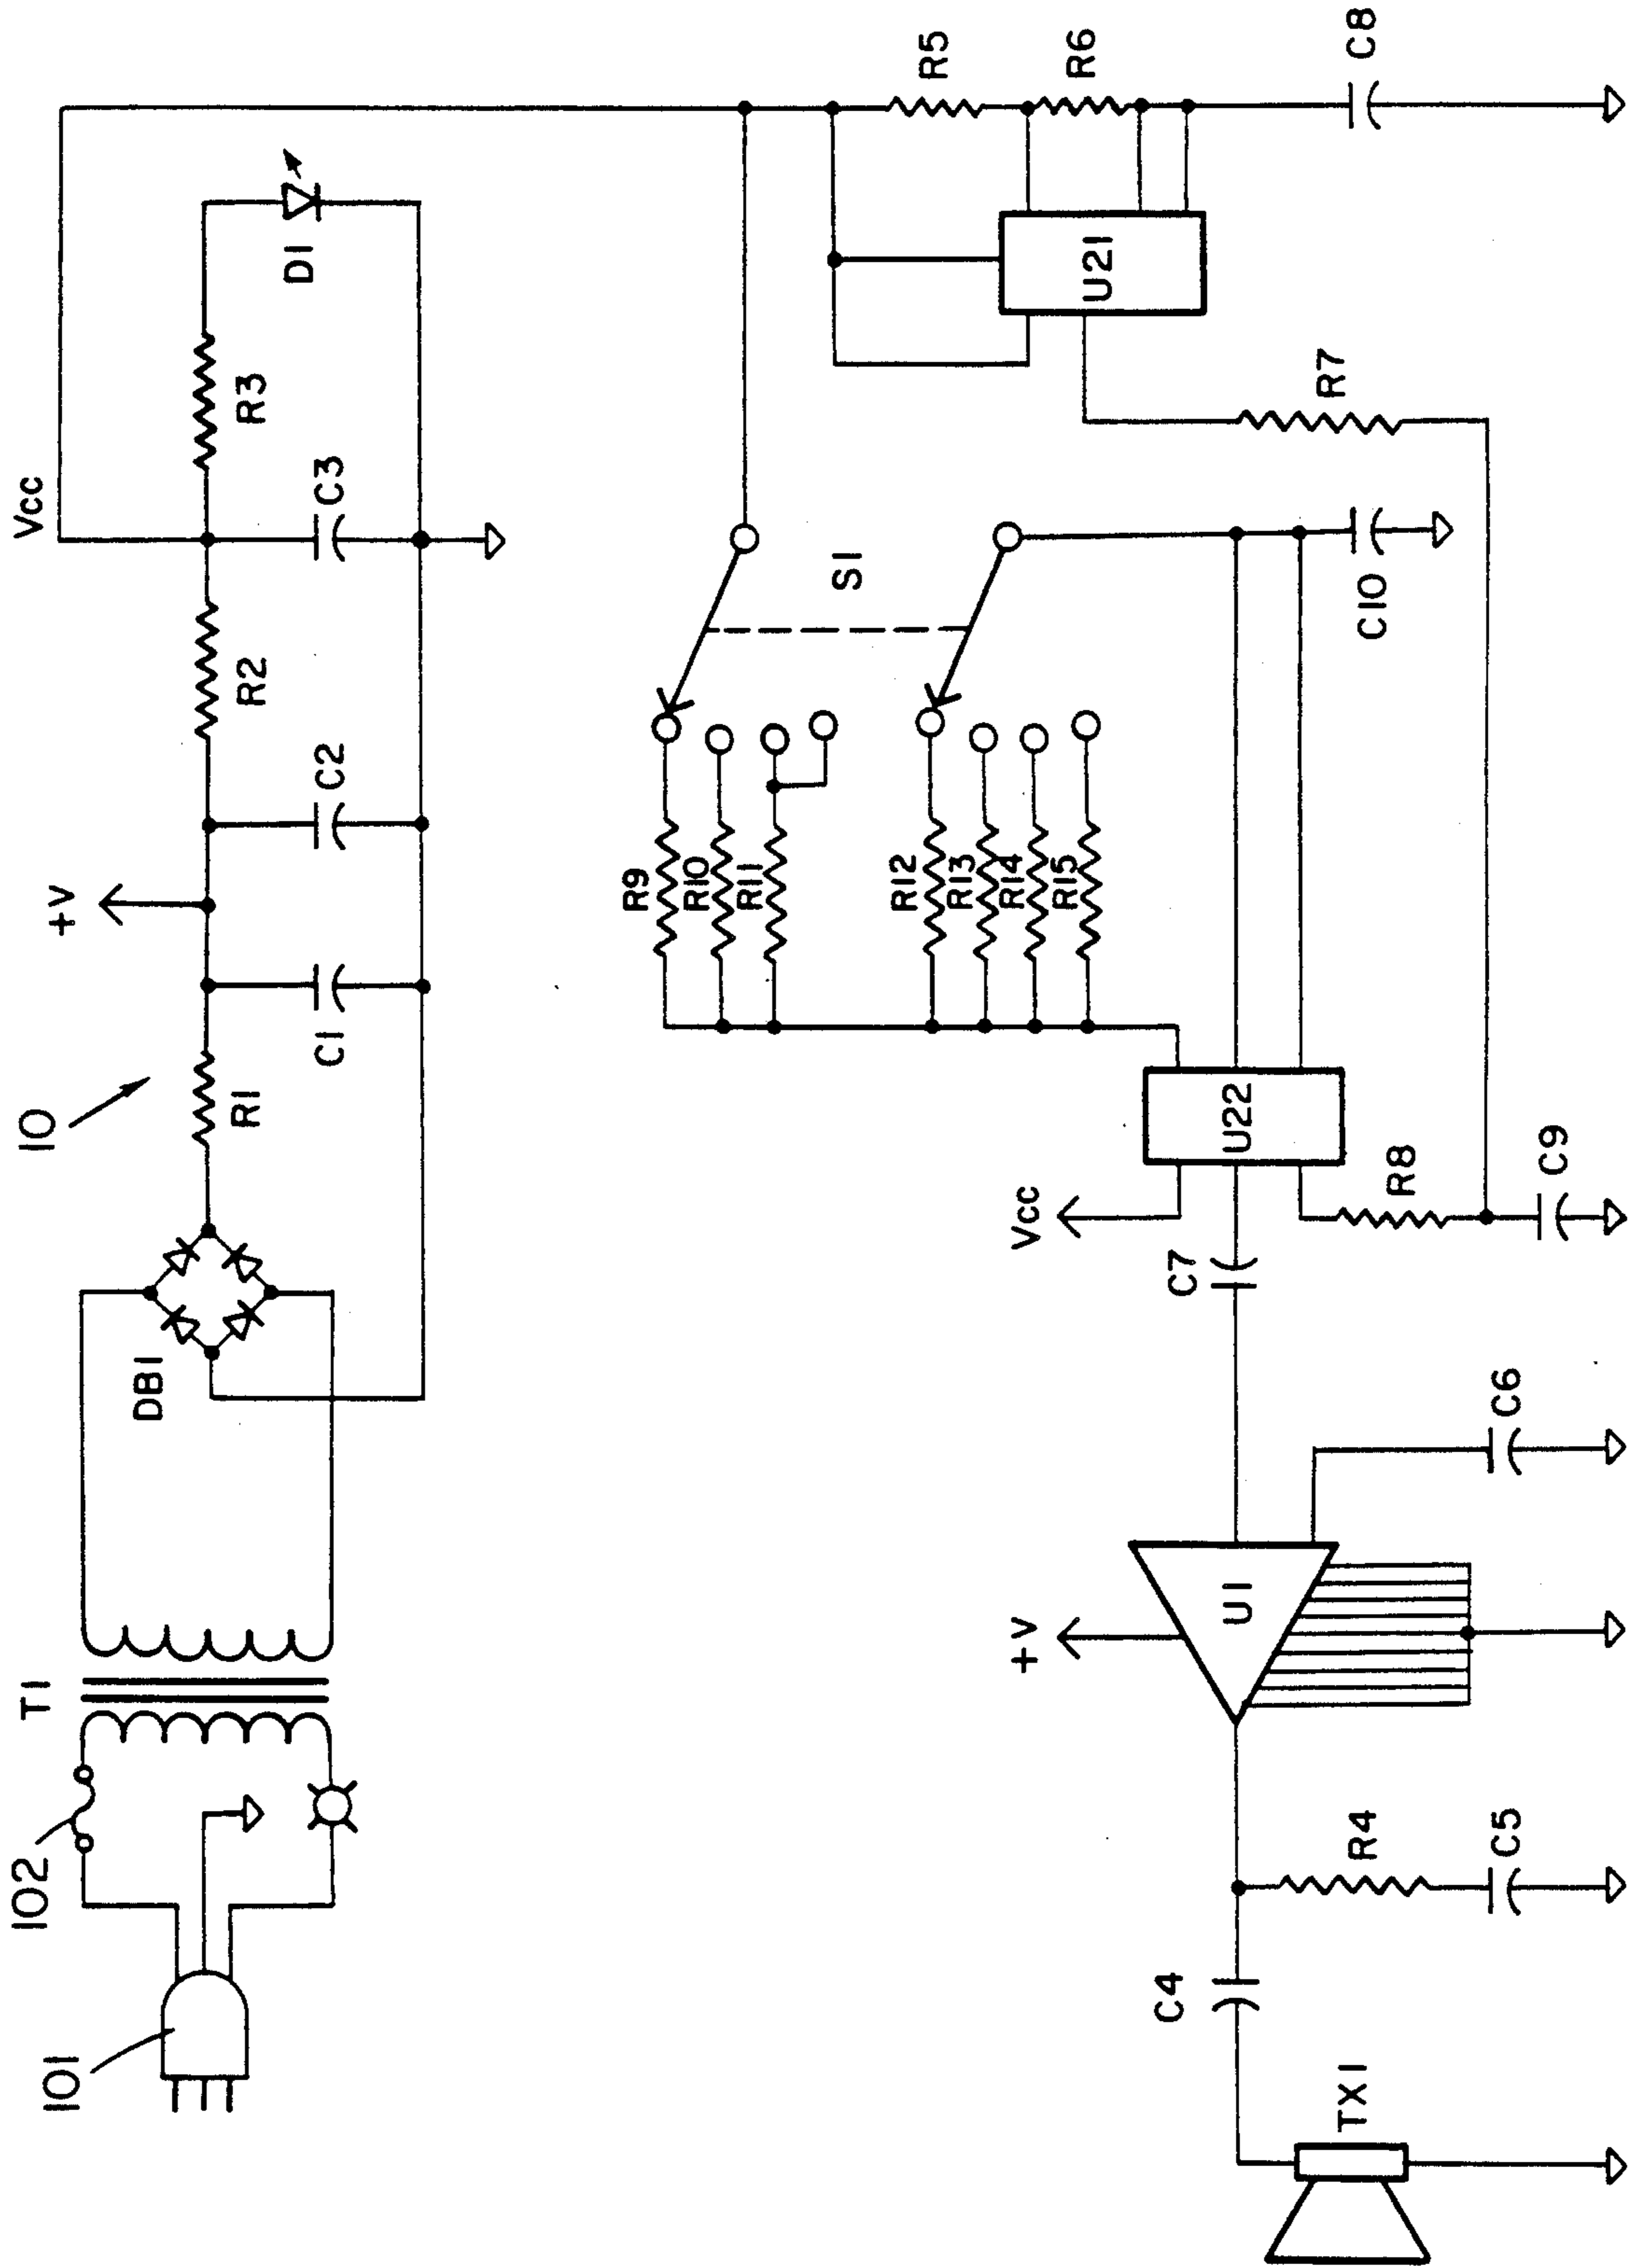 101
102
T1
DB1
10
R1
C1
+V
C2
R2
Vcc
C3
R3
D1
TX1
C4
R4
C5
+V
U1
C6
C7
Vcc
U22
R8
C9
R9
R10
R11
R12
R13
R14
R15
S1
C10
R7
U21
R5
R6
C8